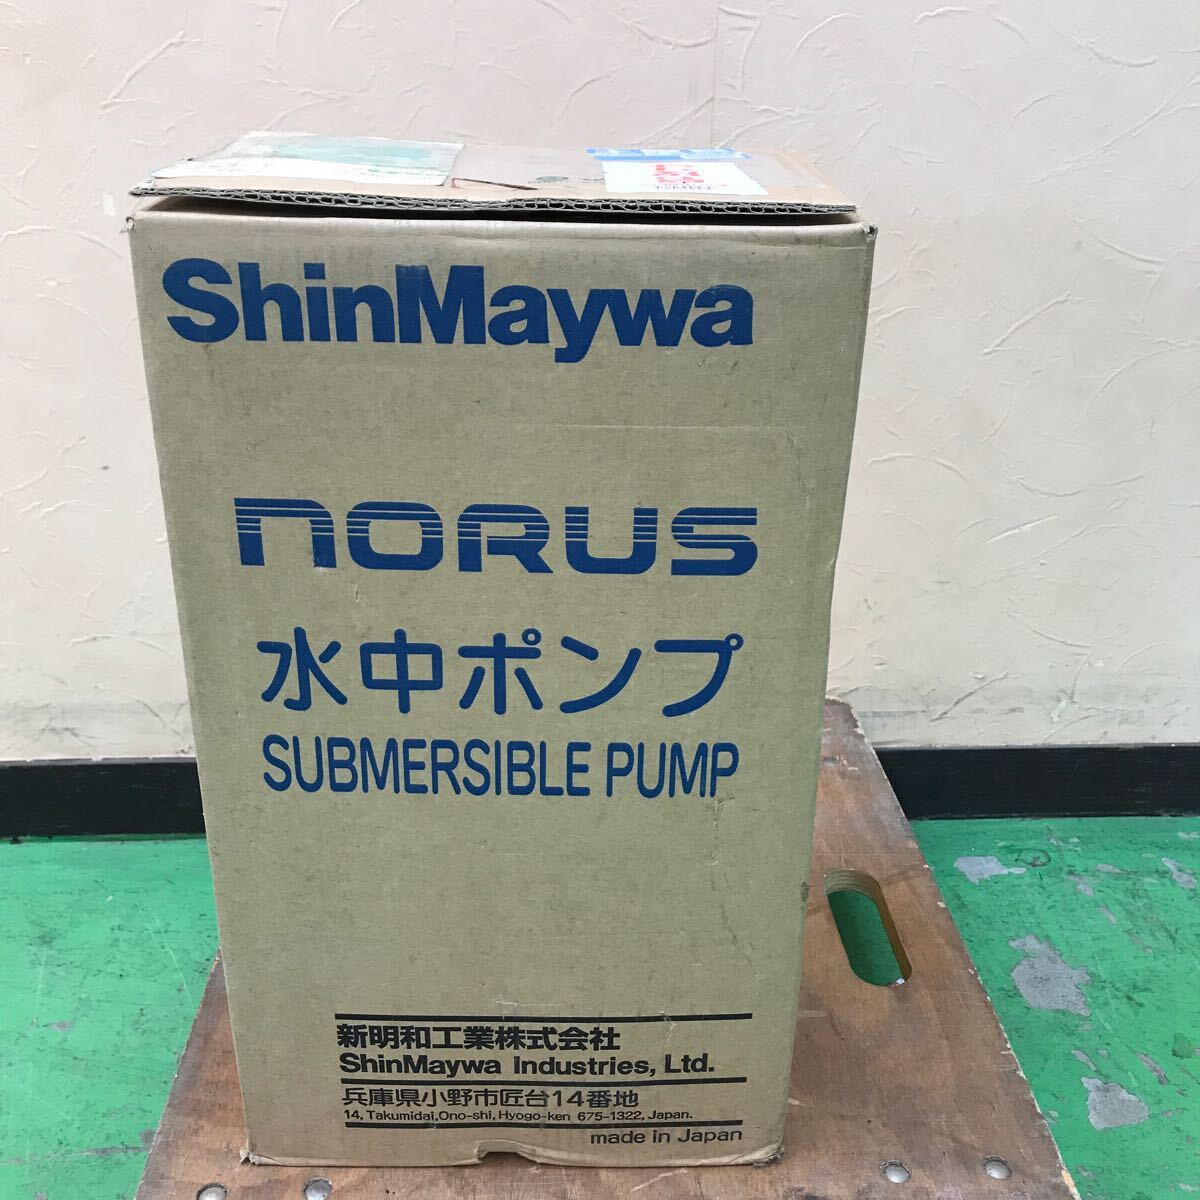 ShinMaywa
NORUS
水中ポンプ
SUBMERSIBLE PUMP
新明和工業株式会社
ShinMaywa Industries, Ltd.
兵庫県小野市匠台14番地
14, Takumidai, Ono-shi, Hyogo-ken 675-1322, Japan.
made in Japan